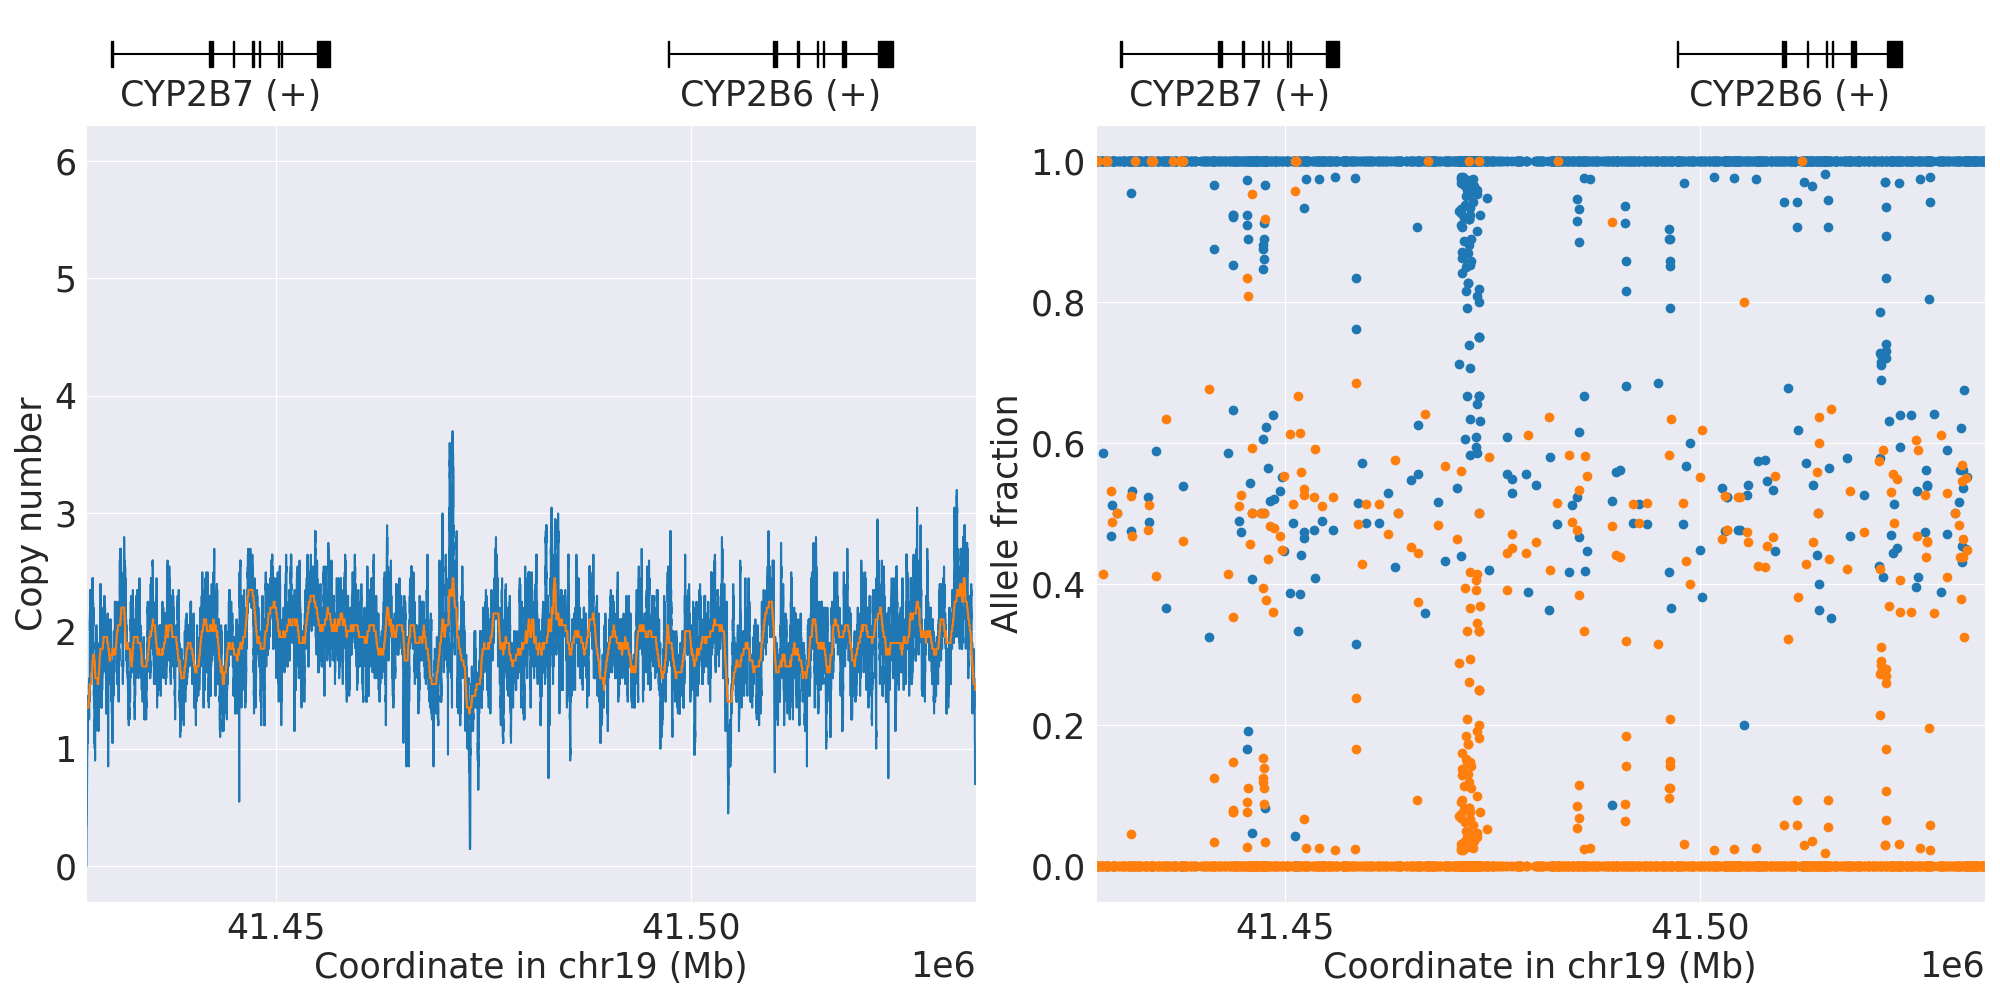 CYP2B7 (+)
CYP2B6 (+)
6
5
4
3
2
1
0
Copy number
41.45
41.50
Coordinate in chr19 (Mb)
1e6
CYP2B7 (+)
CYP2B6 (+)
1.0
0.8
0.6
0.4
0.2
0.0
Allele fraction
41.45
41.50
Coordinate in chr19 (Mb)
1e6